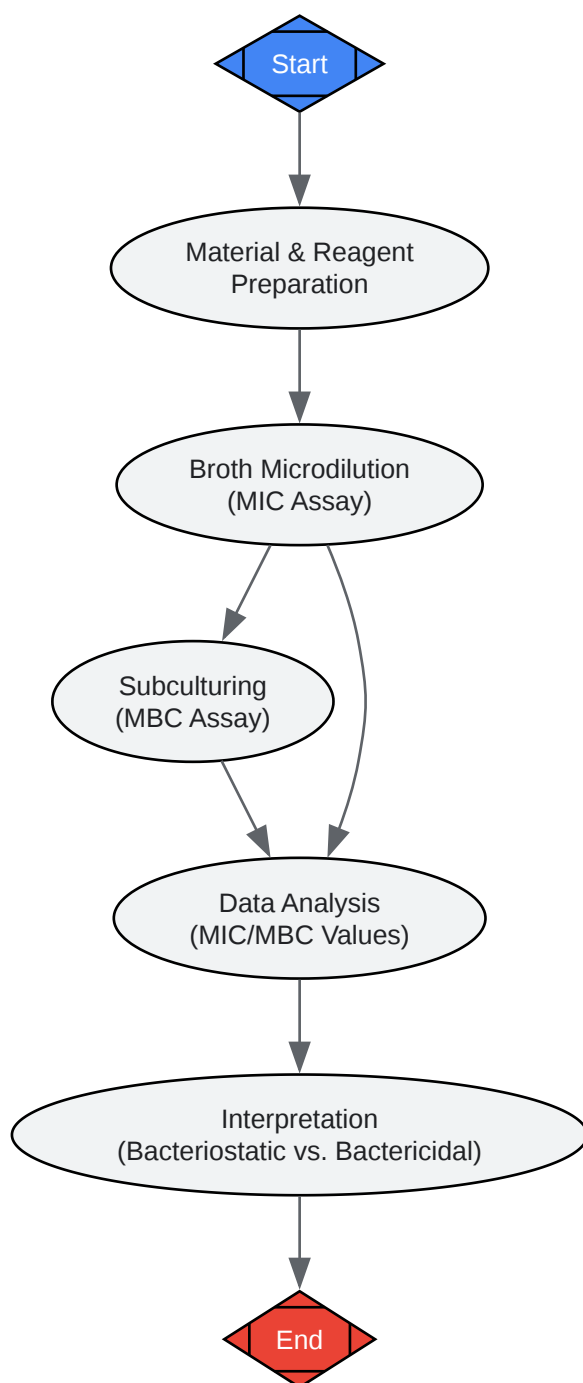 Start
Material & Reagent
Preparation
Broth Microdilution
(MIC Assay)
Subculturing
(MBC Assay)
Data Analysis
(MIC/MBC Values)
Interpretation
(Bacteriostatic vs. Bactericidal)
End